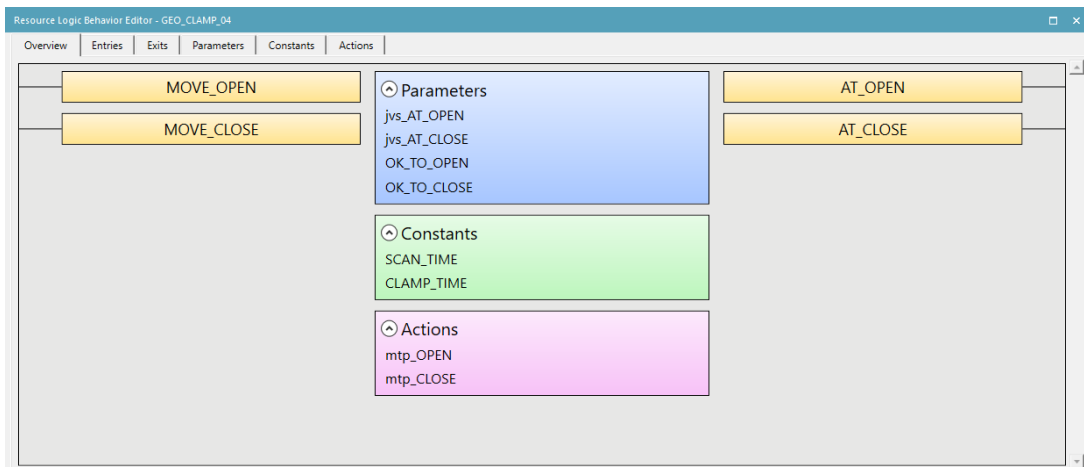 Resource Logic Behavior Editor - GEO_CLAMP_04
Overview Entries Exits Parameters Constants Actions
MOVE_OPEN
MOVE_CLOSE
Parameters
jvs_AT_OPEN
jvs_AT_CLOSE
OK_TO_OPEN
OK_TO_CLOSE
Constants
SCAN_TIME
CLAMP_TIME
Actions
mtp_OPEN
mtp_CLOSE
AT_OPEN
AT_CLOSE